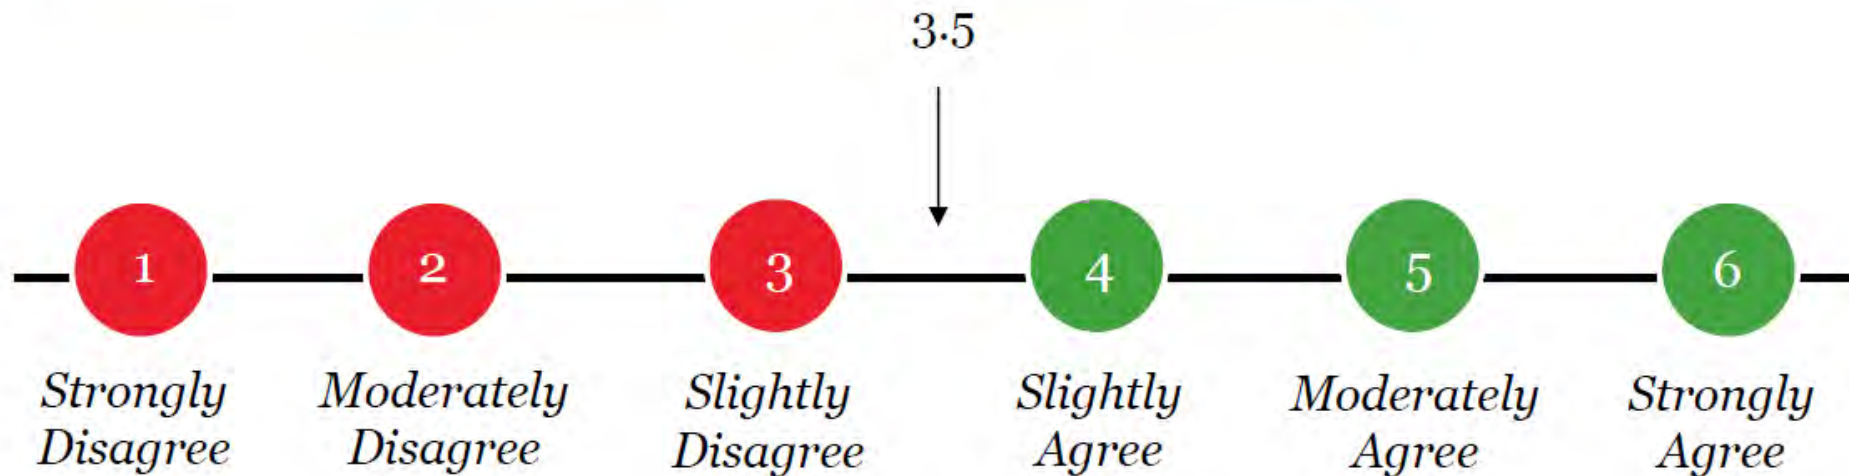 3.5
1 2 3 4 5 6
Strongly Moderately Slightly Slightly Moderately Strongly
Disagree Disagree Disagree Agree Agree Agree